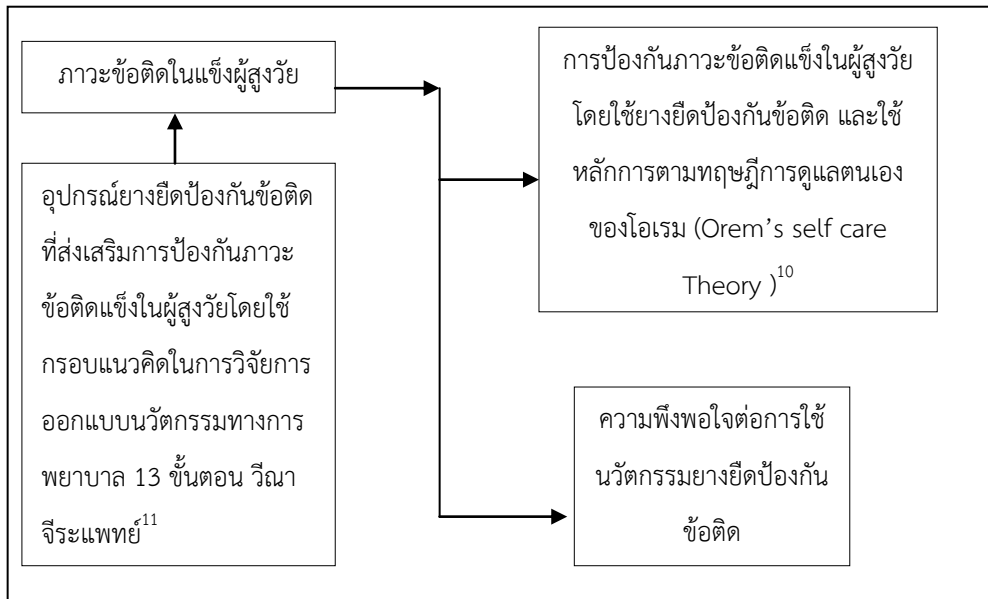 ภาวะข้อติดในแข็งผู้สูงวัย
อุปกรณ์ยางยืดป้องกันข้อติด
ที่ส่งเสริมการป้องกันภาวะ
ข้อติดแข็งในผู้สูงวัยโดยใช้
กรอบแนวคิดในการวิจัยการ
ออกแบบนวัตกรรมทางการ
พยาบาล 13 ขั้นตอน วีณา
จีระแพทย์11
การป้องกันภาวะข้อติดแข็งในผู้สูงวัย
โดยใช้ยางยืดป้องกันข้อติด และใช้
หลักการตามทฤษฎีการดูแลตนเอง
ของโอเรม (Orem’s self care
Theory )10
ความพึงพอใจต่อการใช้
นวัตกรรมยางยืดป้องกัน
ข้อติด